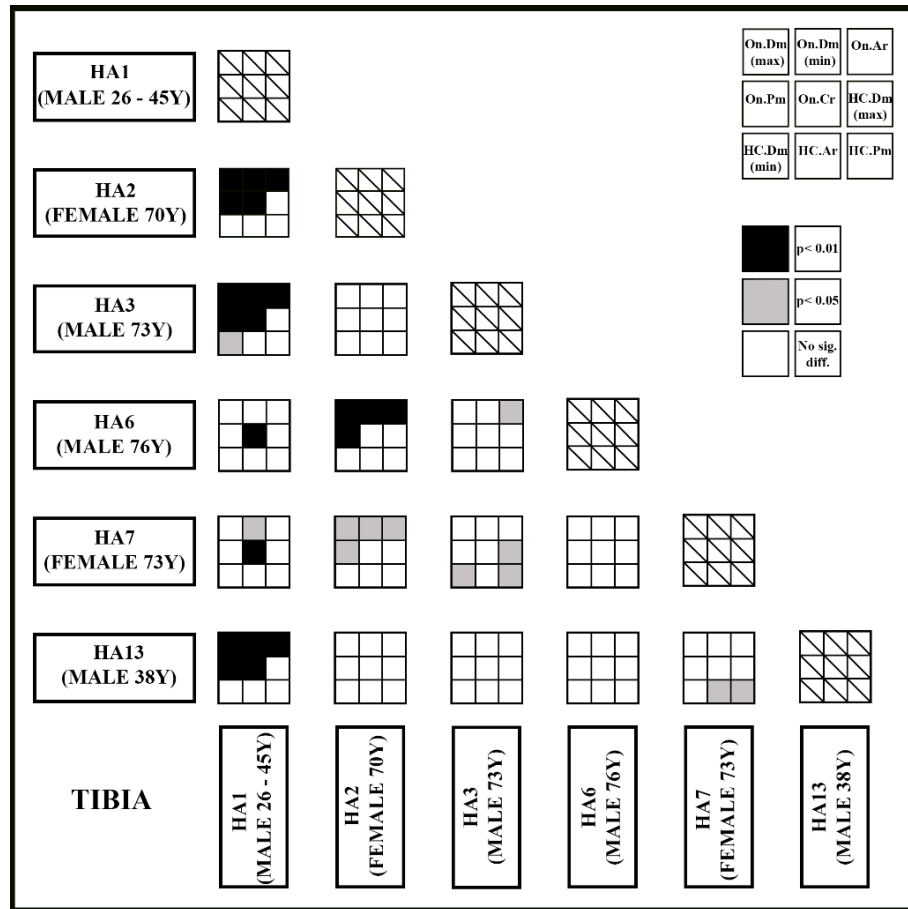 HA1
(MALE 26 - 45Y)
On.Dm
(max)
On.Dm
(min)
On.Ar
On.Pm
On.Cr
HC.Dm
(max)
HC.Dm
(min)
HC.Ar
HC.Pm
HA2
(FEMALE 70Y)
p< 0.01
p< 0.05
No sig.
diff.
HA3
(MALE 73Y)
HA6
(MALE 76Y)
HA7
(FEMALE 73Y)
HA13
(MALE 38Y)
TIBIA
HA1
(MALE 26 - 45Y)
HA2
(FEMALE 70Y)
HA3
(MALE 73Y)
HA6
(MALE 76Y)
HA7
(FEMALE 73Y)
HA13
(MALE 38Y)